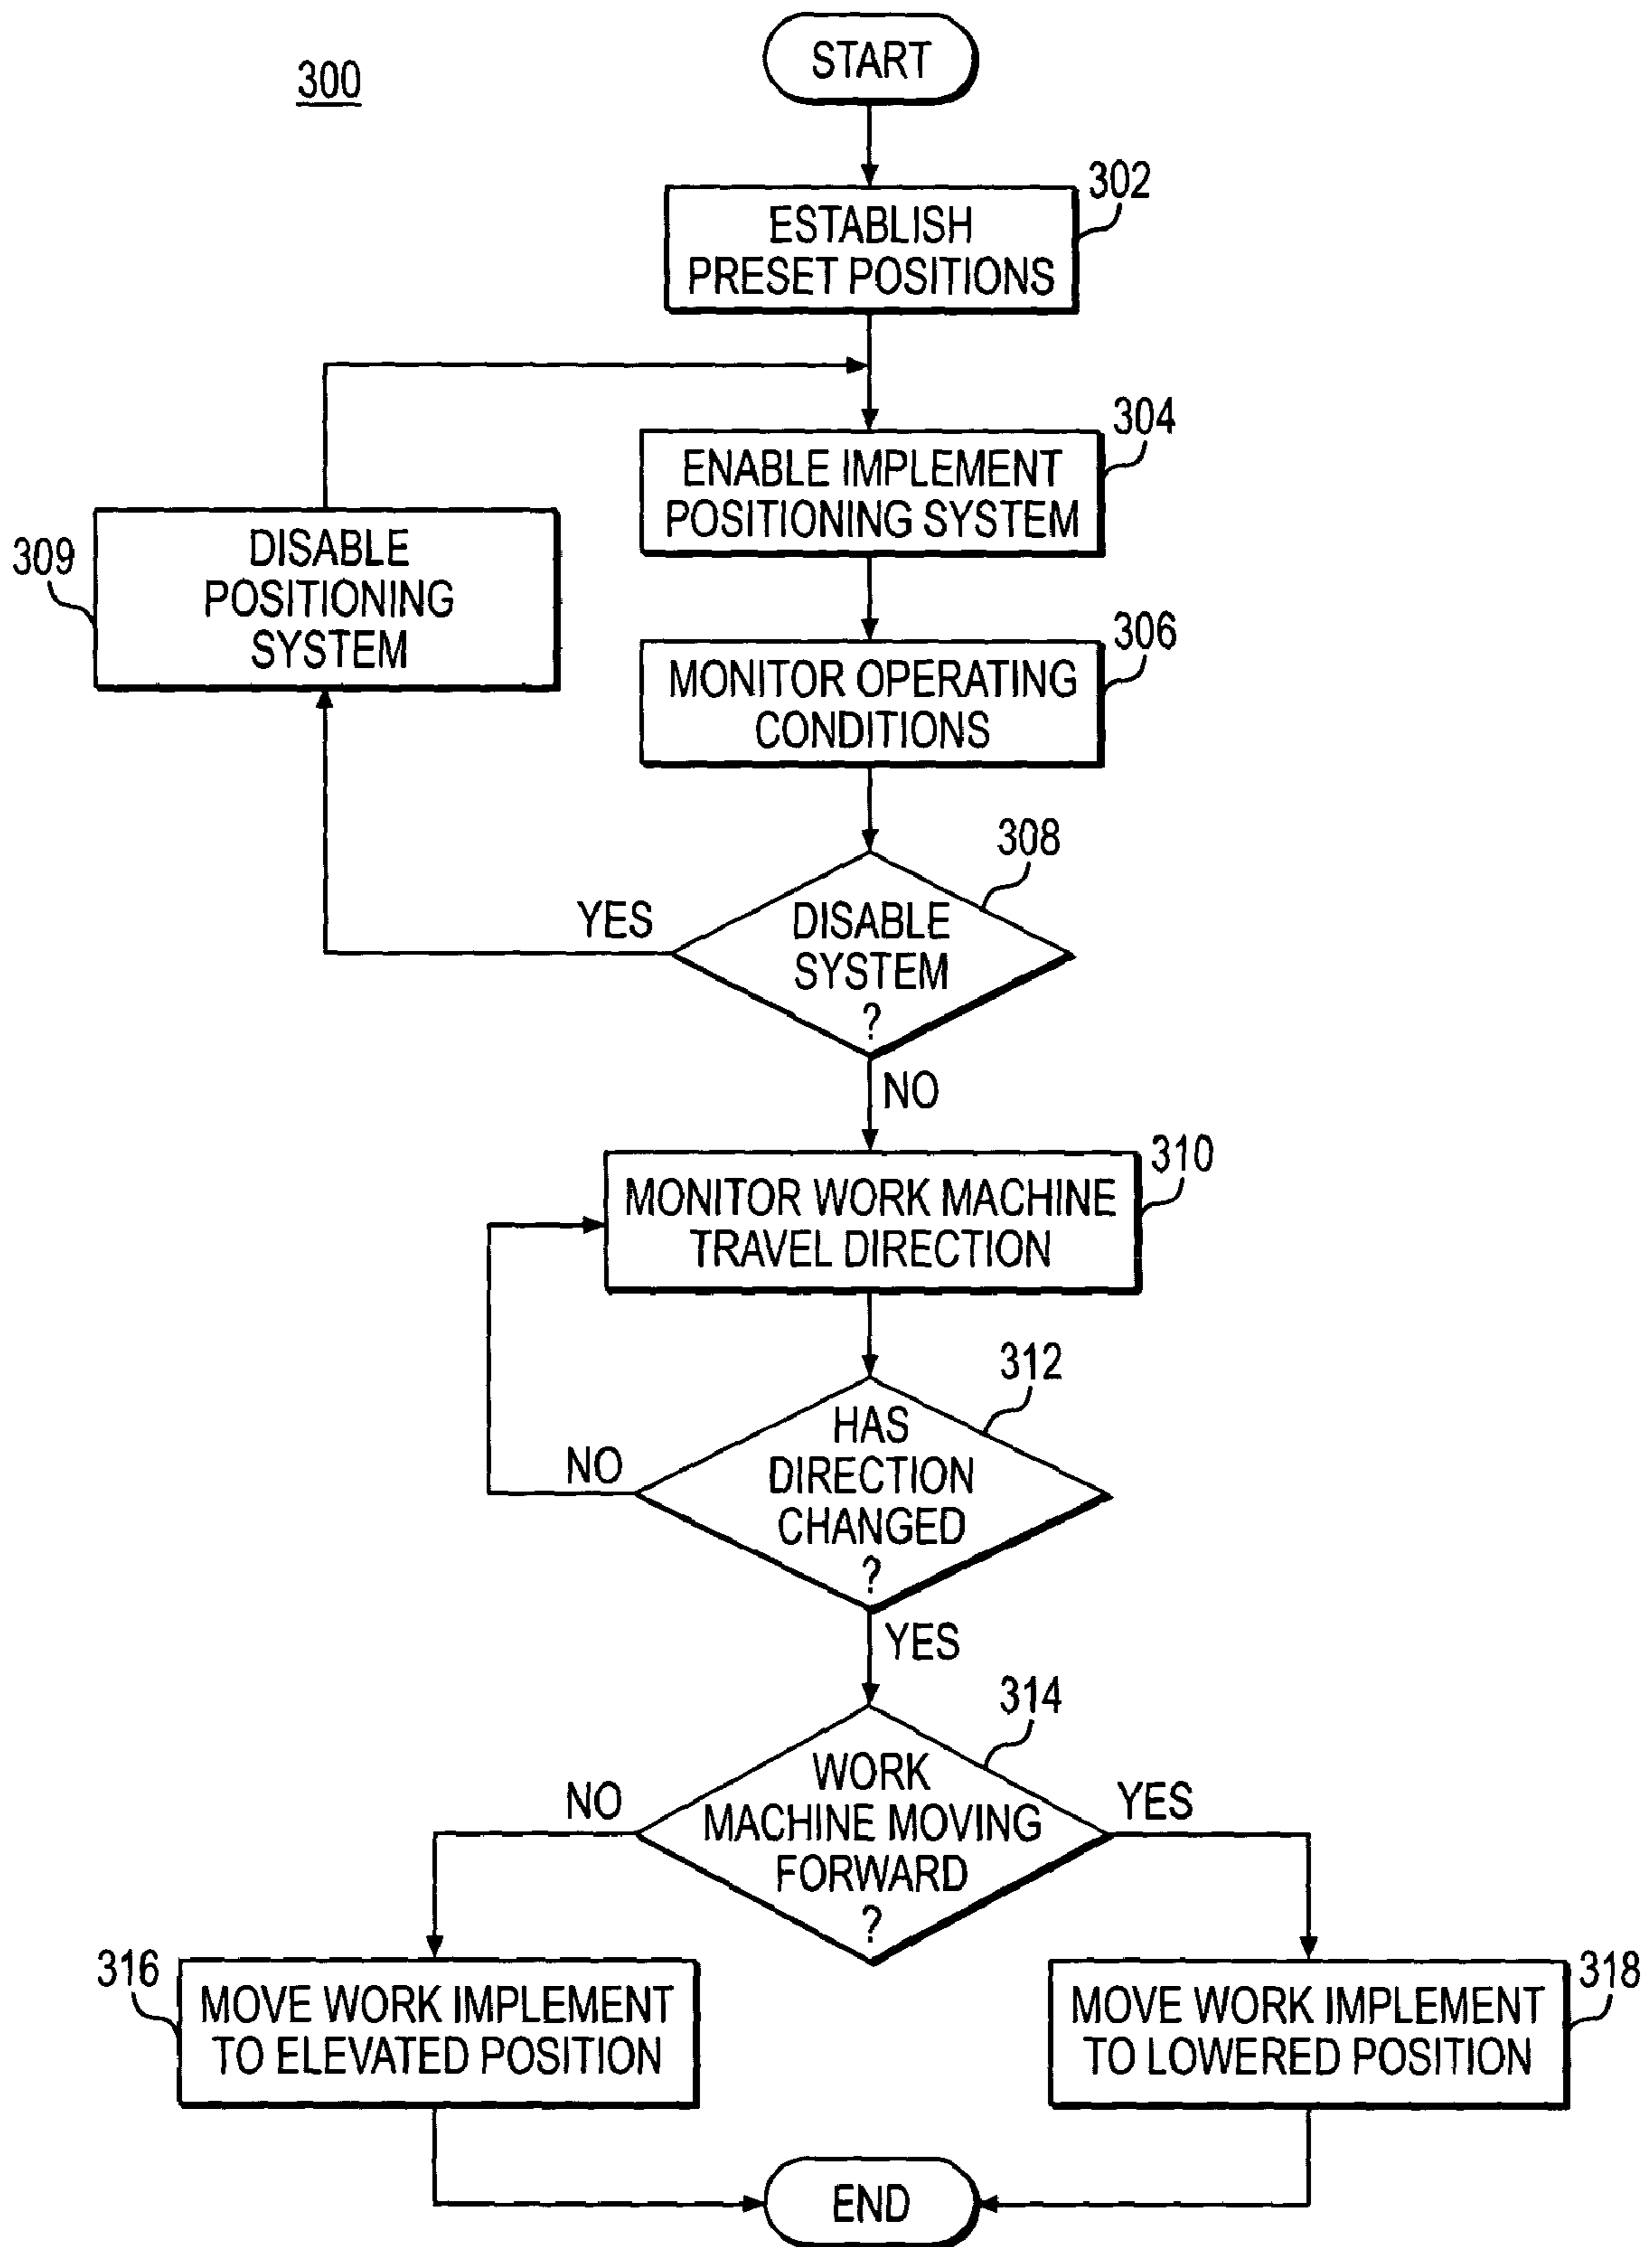 300
START
302
ESTABLISH
PRESET POSITIONS
304
ENABLE IMPLEMENT
POSITIONING SYSTEM
309
DISABLE
POSITIONING
SYSTEM
306
MONITOR OPERATING
CONDITIONS
308
YES
DISABLE
SYSTEM
?
NO
310
MONITOR WORK MACHINE
TRAVEL DIRECTION
312
NO
HAS
DIRECTION
CHANGED
?
YES
314
NO
WORK
MACHINE MOVING
FORWARD
?
YES
316
MOVE WORK IMPLEMENT
TO ELEVATED POSITION
318
MOVE WORK IMPLEMENT
TO LOWERED POSITION
END